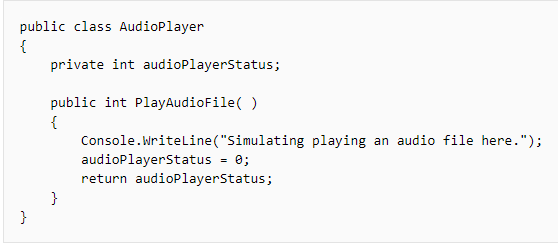 public class AudioPlayer
{
    private int audioPlayerStatus;

    public int PlayAudioFile( )
    {
        Console.WriteLine("Simulating playing an audio file here.");
        audioPlayerStatus = 0;
        return audioPlayerStatus;
    }
}